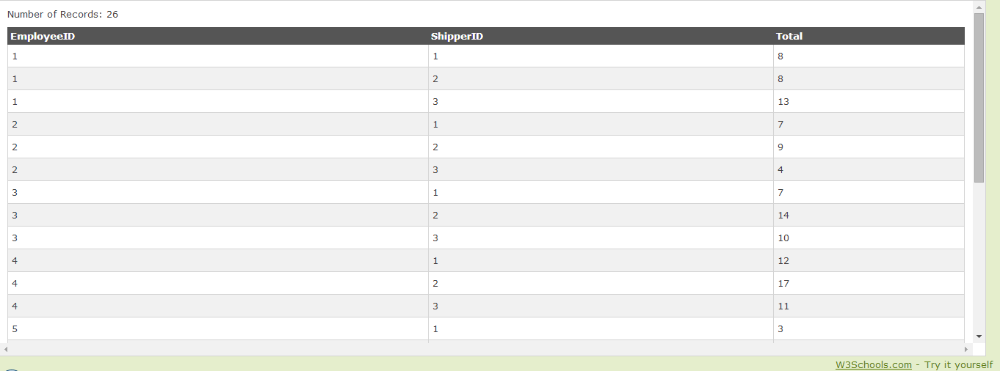 Number of Records: 26
EmployeeID ShipperID Total
1 1 8
1 2 8
1 3 13
2 1 7
2 2 9
2 3 4
3 1 7
3 2 14
3 3 10
4 1 12
4 2 17
4 3 11
5 1 3
W3Schools.com - Try it yourself